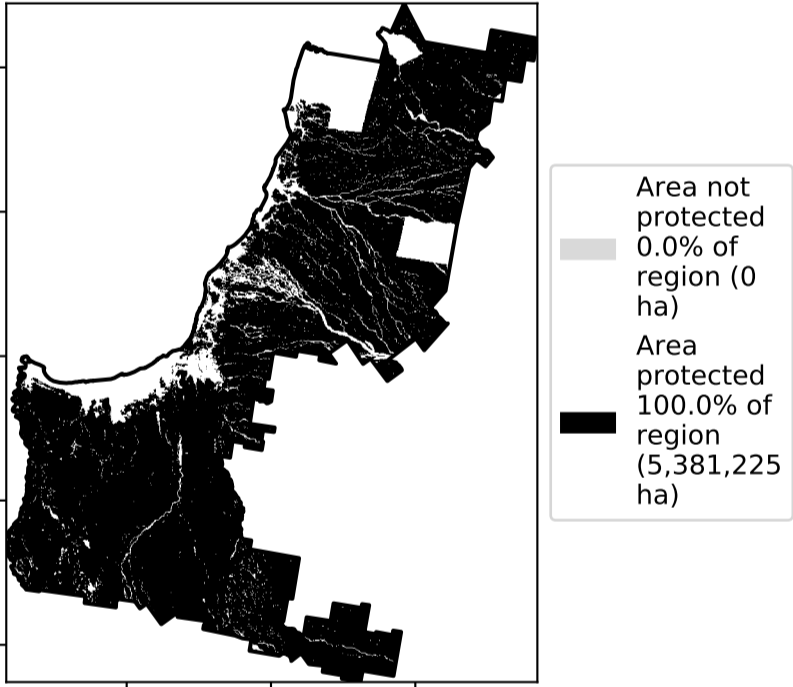 Area not
protected
0.0% of
region (0
ha)
Area
protected
100.0% of
region
(5,381,225
ha)